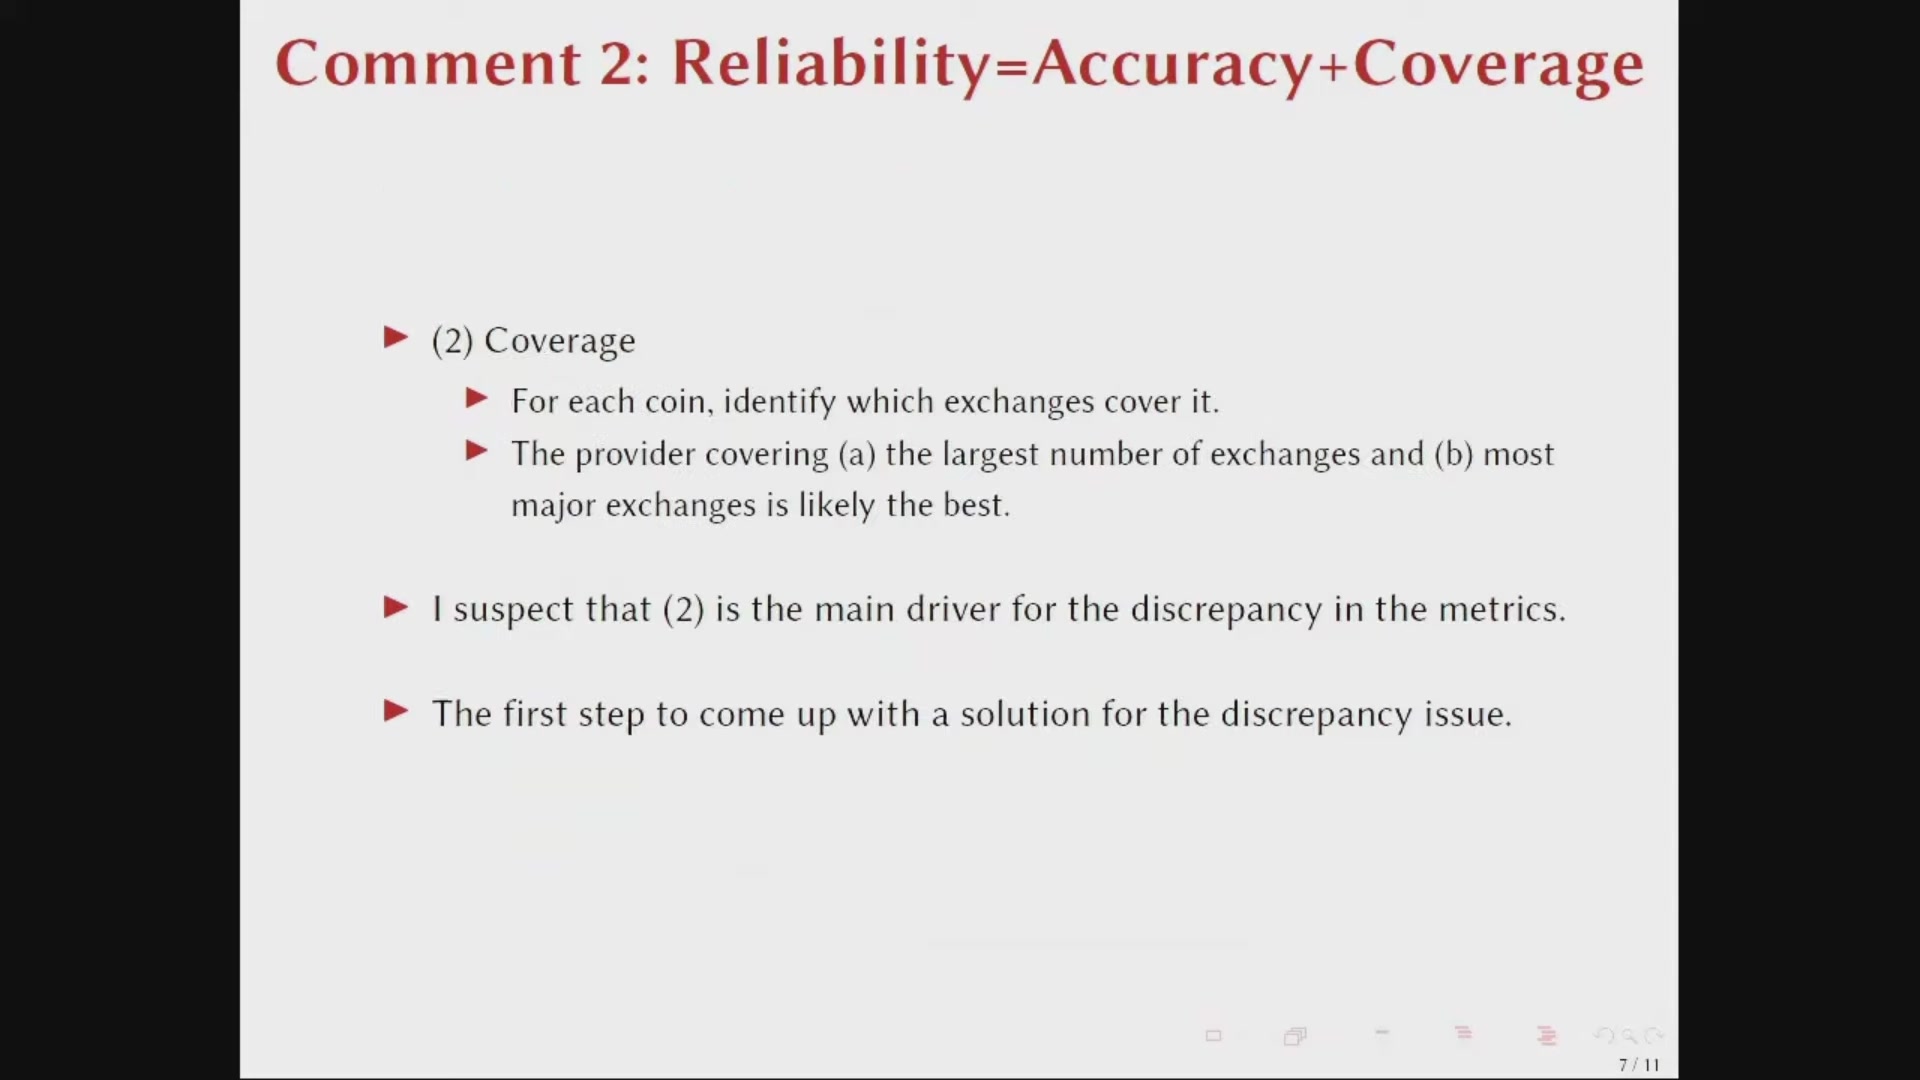 Comment 2: Reliability=Accuracy+Coverage
(2) Coverage
For each coin, identify which exchanges cover it.
The provider covering (a) the largest number of exchanges and (b) most
major exchanges is likely the best.
I suspect that (2) is the main driver for the discrepancy in the metrics.
The first step to come up with a solution for the discrepancy issue.
7 / 11